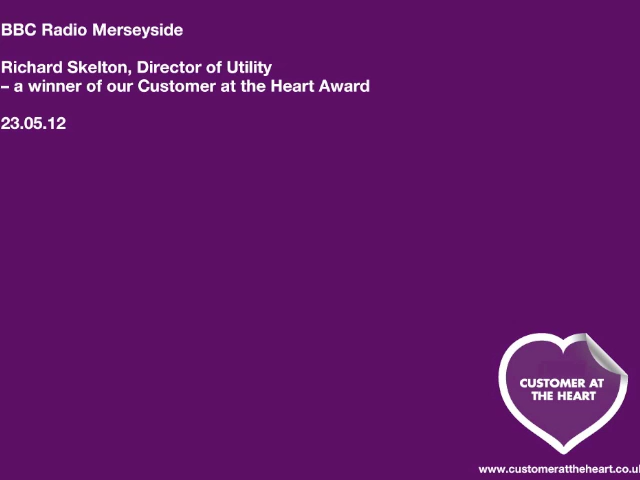 BBC Radio Merseyside
Richard Skelton, Director of Utility
– a winner of our Customer at the Heart Award
23.05.12
CUSTOMER AT
THE HEART
www.customerattheheart.co.uk